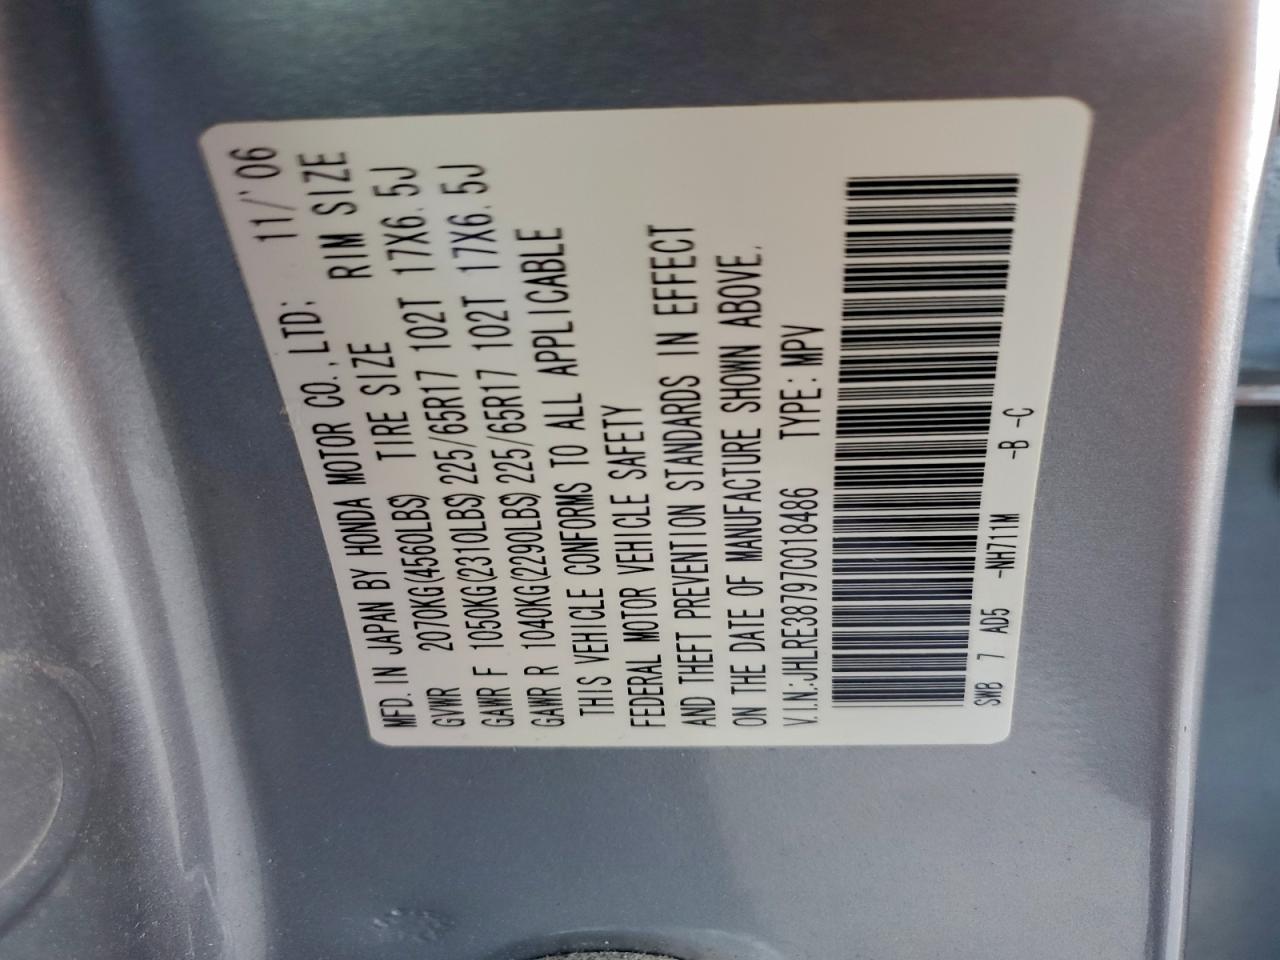 MFD. IN JAPAN BY HONDA MOTOR CO., LTD: 11/'06
GVWR 2070KG(4560LBS) TIRE SIZE RIM SIZE
GAWR F 1050KG(2310LBS) 225/65R17 102T 17X6.5J
GAWR R 1040KG(2290LBS) 225/65R17 102T 17X6.5J
THIS VEHICLE CONFORMS TO ALL APPLICABLE
FEDERAL MOTOR VEHICLE SAFETY
AND THEFT PREVENTION STANDARDS IN EFFECT
ON THE DATE OF MANUFACTURE SHOWN ABOVE.
V.I.N.:JHLRE38797C018486 TYPE: MPV
SWB 7 AD5 -NH711M -B -C